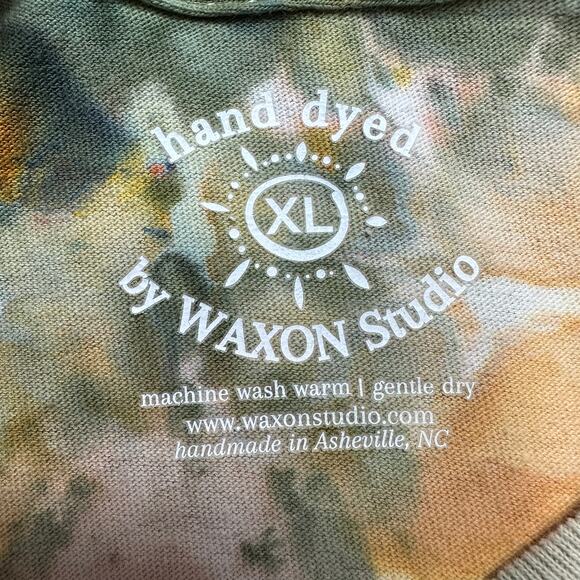 hand dyed
XL
by WAXON Studio
machine wash warm | gentle dry
www.waxonstudio.com
handmade in Asheville, NC